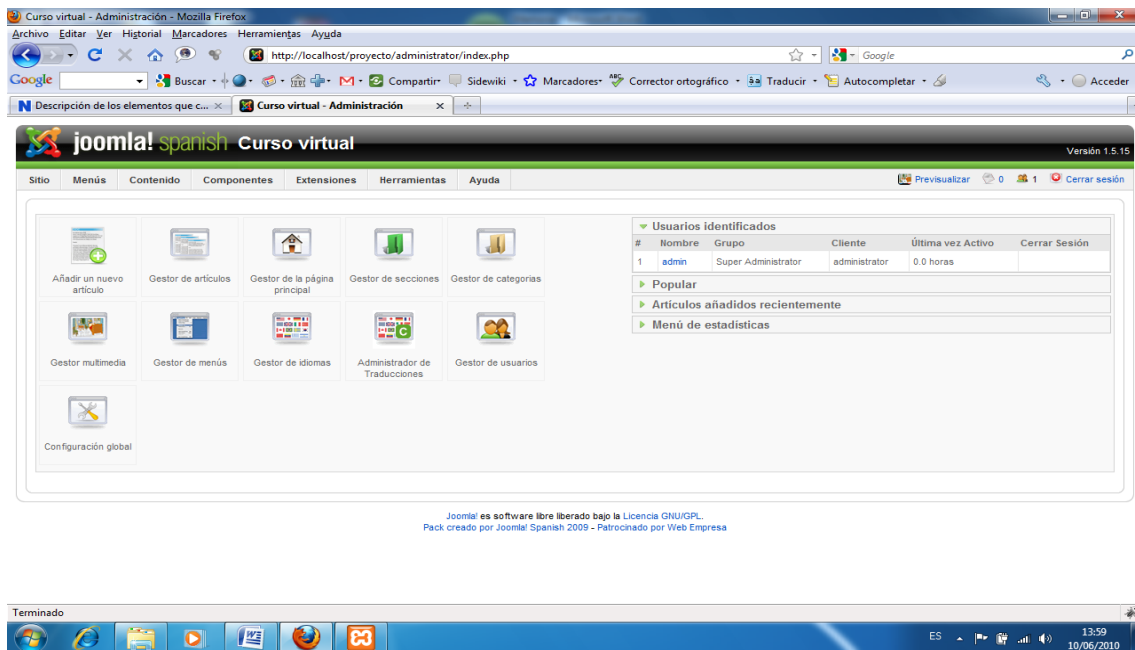 Curso virtual - Administración - Mozilla Firefox
Archivo Editar Ver Historial Marcadores Herramientas Ayuda
http://localhost/proyecto/administrator/index.php
Google
Google Buscar Compartir Sidewiki Marcadores Corrector ortográfico Traducir Autocompletar Acceder
Descripción de los elementos que c... Curso virtual - Administración
joomla! spanish Curso virtual
Versión 1.5.15
Sitio Menús Contenido Componentes Extensiones Herramientas Ayuda Previsualizar 0 1 Cerrar sesión
Añadir un nuevo artículo
Gestor de artículos
Gestor de la página principal
Gestor de secciones
Gestor de categorias
Gestor multimedia
Gestor de menús
Gestor de idiomas
Administrador de Traducciones
Gestor de usuarios
Configuración global
Usuarios identificados
# Nombre Grupo Cliente Última vez Activo Cerrar Sesión
1 admin Super Administrator administrator 0.0 horas
Popular
Artículos añadidos recientemente
Menú de estadísticas
Joomla! es software libre liberado bajo la Licencia GNU/GPL.
Pack creado por Joomla! Spanish 2009 - Patrocinado por Web Empresa
Terminado
ES
13:59
10/06/2010